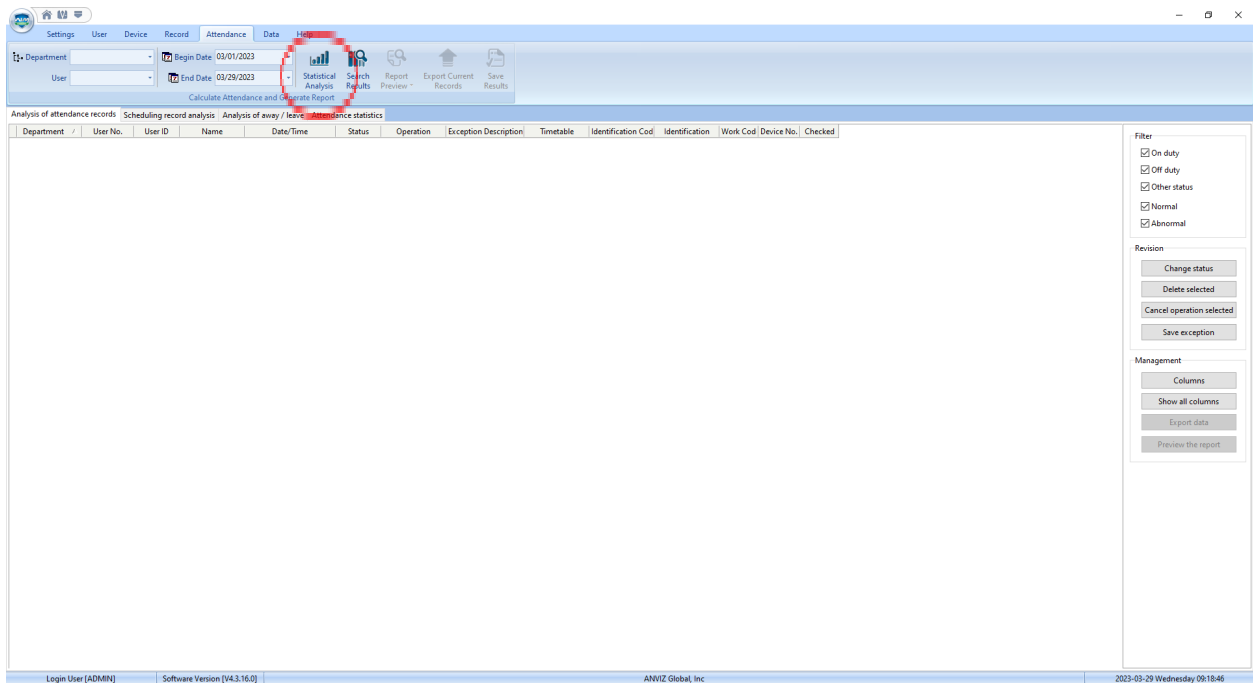 Settings User Device Record Attendance Data Help
Department Begin Date 03/01/2023
User End Date 03/29/2023
Statistical Analysis
Search Results
Report Preview
Export Current Records
Save Results
Calculate Attendance and Generate Report
Analysis of attendance records Scheduling record analysis Analysis of away / leave Attendance statistics
Department / User No. User ID Name Date/Time Status Operation Exception Description Timetable Identification Cod Identification Work Cod Device No. Checked
Filter
On duty
Off duty
Other status
Normal
Abnormal
Revision
Change status
Delete selected
Cancel operation selected
Save exception
Management
Columns
Show all columns
Export data
Preview the report
Login User [ADMIN] Software Version [V4.3.16.0] ANVIZ Global, Inc 2023-03-29 Wednesday 09:18:46